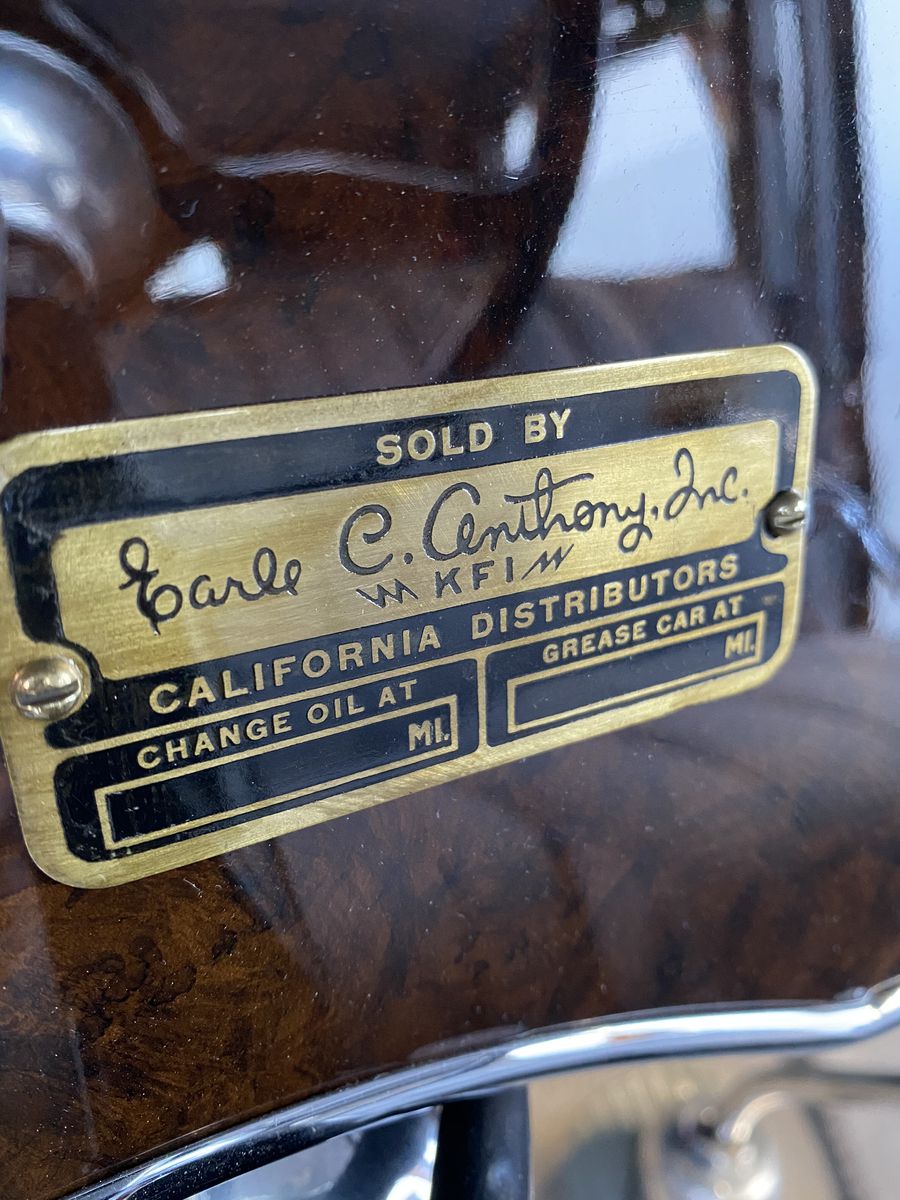 SOLD BY
Earle C. Anthony, Inc.
KFI
CALIFORNIA DISTRIBUTORS
CHANGE OIL AT
MI.
GREASE CAR AT
MI.